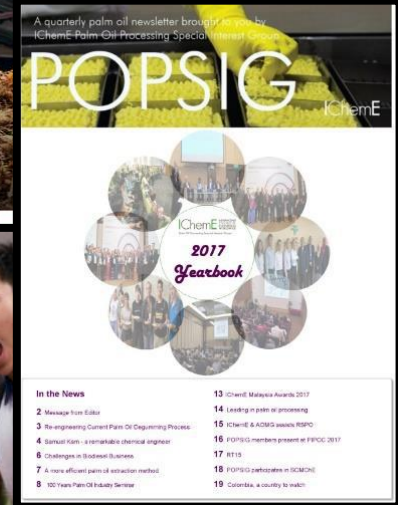 A quarterly palm oil newsletter brought to you by
IChemE Palm Oil Processing Special Interest Group
POPSIG
IChemE
IChemE
2017
Yearbook
In the News
2 Message from Editor
3 Re-engineering Current Palm Oil Degumming Process
4 Samuel Kam - a remarkable chemical engineer
6 Challenges in Biodiesel Business
7 A more efficient palm oil extraction method
8 100 Years Palm Oil Industry Seminar
13 IChemE Malaysia Awards 2017
14 Leading in palm oil processing
15 IChemE & AOMG awards RSPO
16 POPSIG members present at PIPOC 2017
17 RT15
18 POPSIG participates in SOMChE
19 Colombia, a country to watch